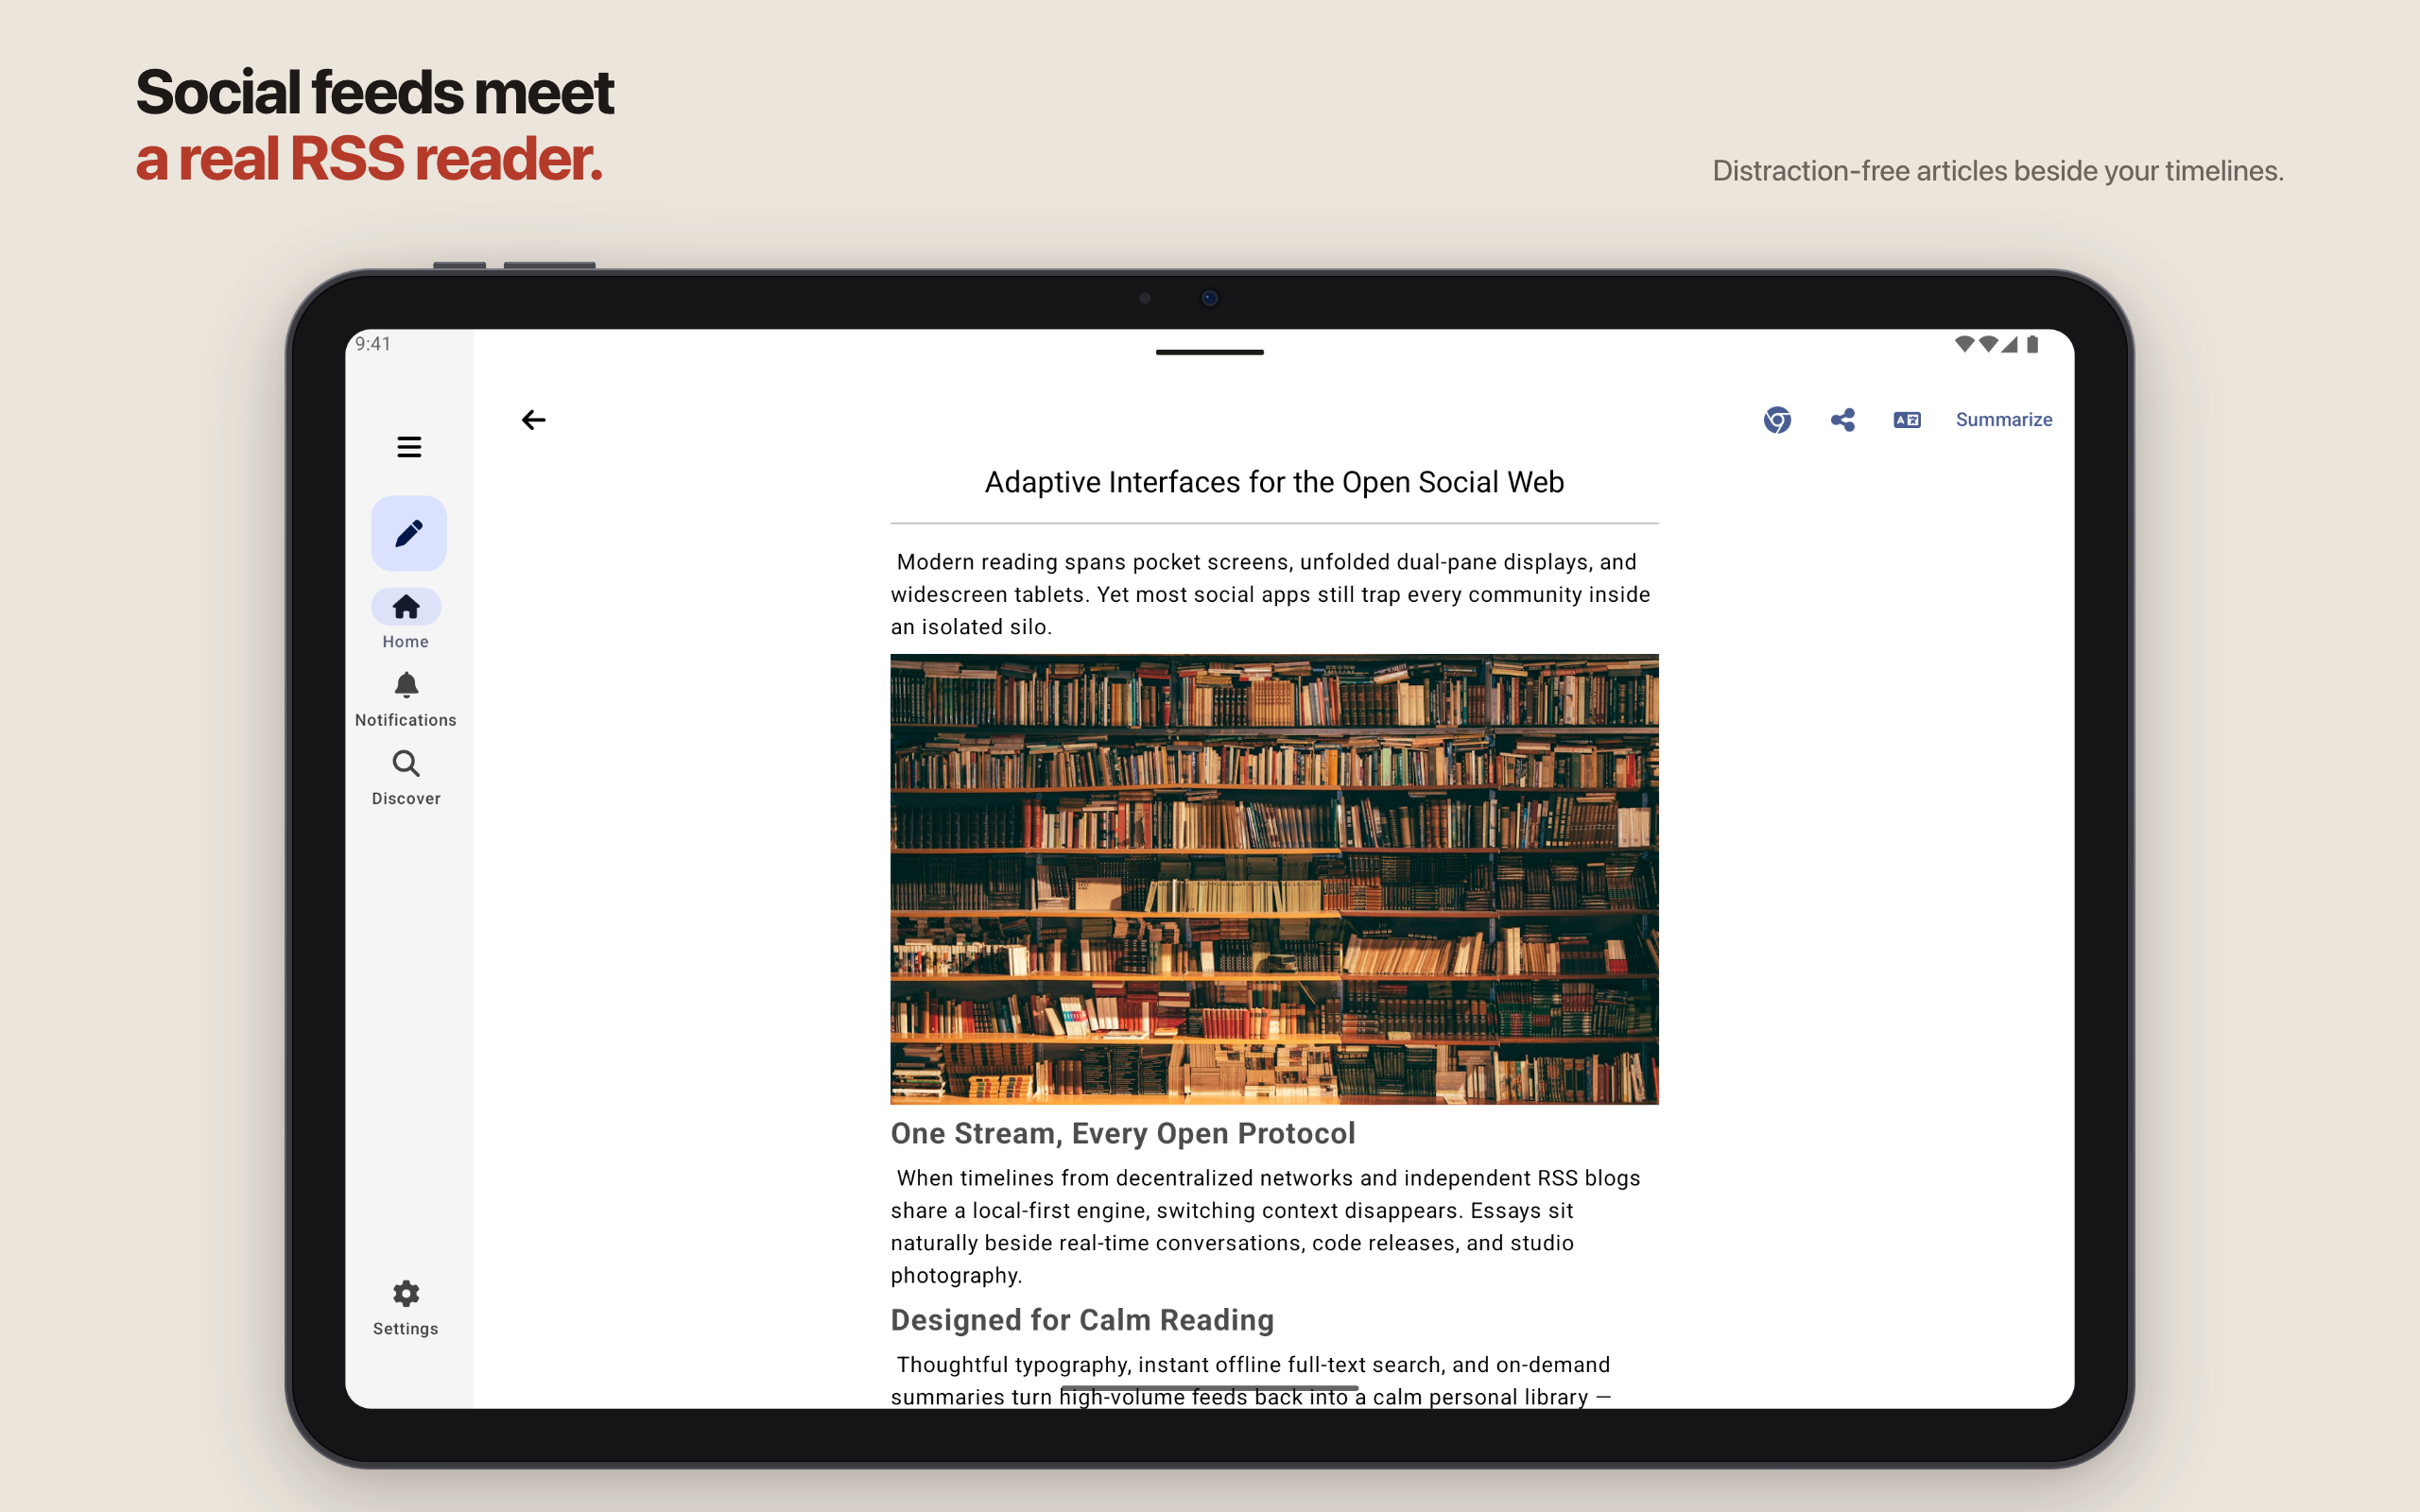 Social feeds meet
a real RSS reader.
Distraction-free articles beside your timelines.
9:41
Summarize
Adaptive Interfaces for the Open Social Web
Modern reading spans pocket screens, unfolded dual-pane displays, and
widescreen tablets. Yet most social apps still trap every community inside
an isolated silo.
Home
Notifications
Discover
One Stream, Every Open Protocol
When timelines from decentralized networks and independent RSS blogs
share a local-first engine, switching context disappears. Essays sit
naturally beside real-time conversations, code releases, and studio
photography.
Designed for Calm Reading
Thoughtful typography, instant offline full-text search, and on-demand
summaries turn high-volume feeds back into a calm personal library —
Settings